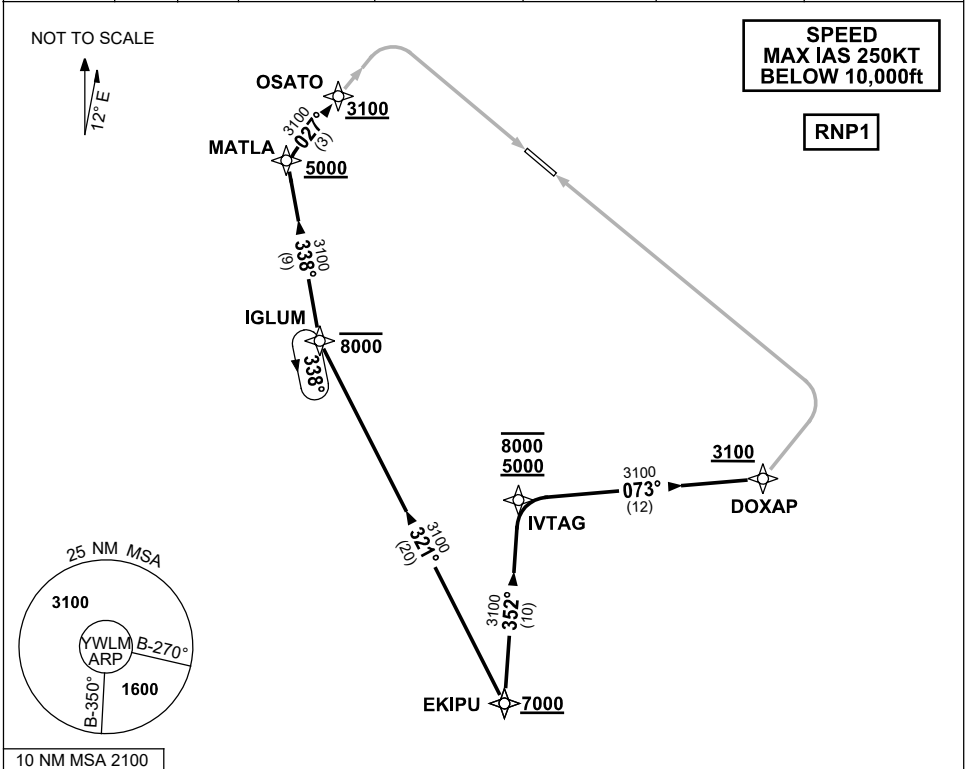 NOT TO SCALE
12° E
SPEED
MAX IAS 250KT
BELOW 10,000ft
RNP1
OSATO
3100
3100
027°
(3)
MATLA
5000
3100
338°
(9)
IGLUM
8000
338°
8000
5000
3100
3100
073°
(12)
IVTAG
DOXAP
3100
321°
(20)
3100
352°
(10)
EKIPU
7000
25 NM MSA
3100
YWLM
ARP
B-270°
B-350°
1600
10 NM MSA 2100